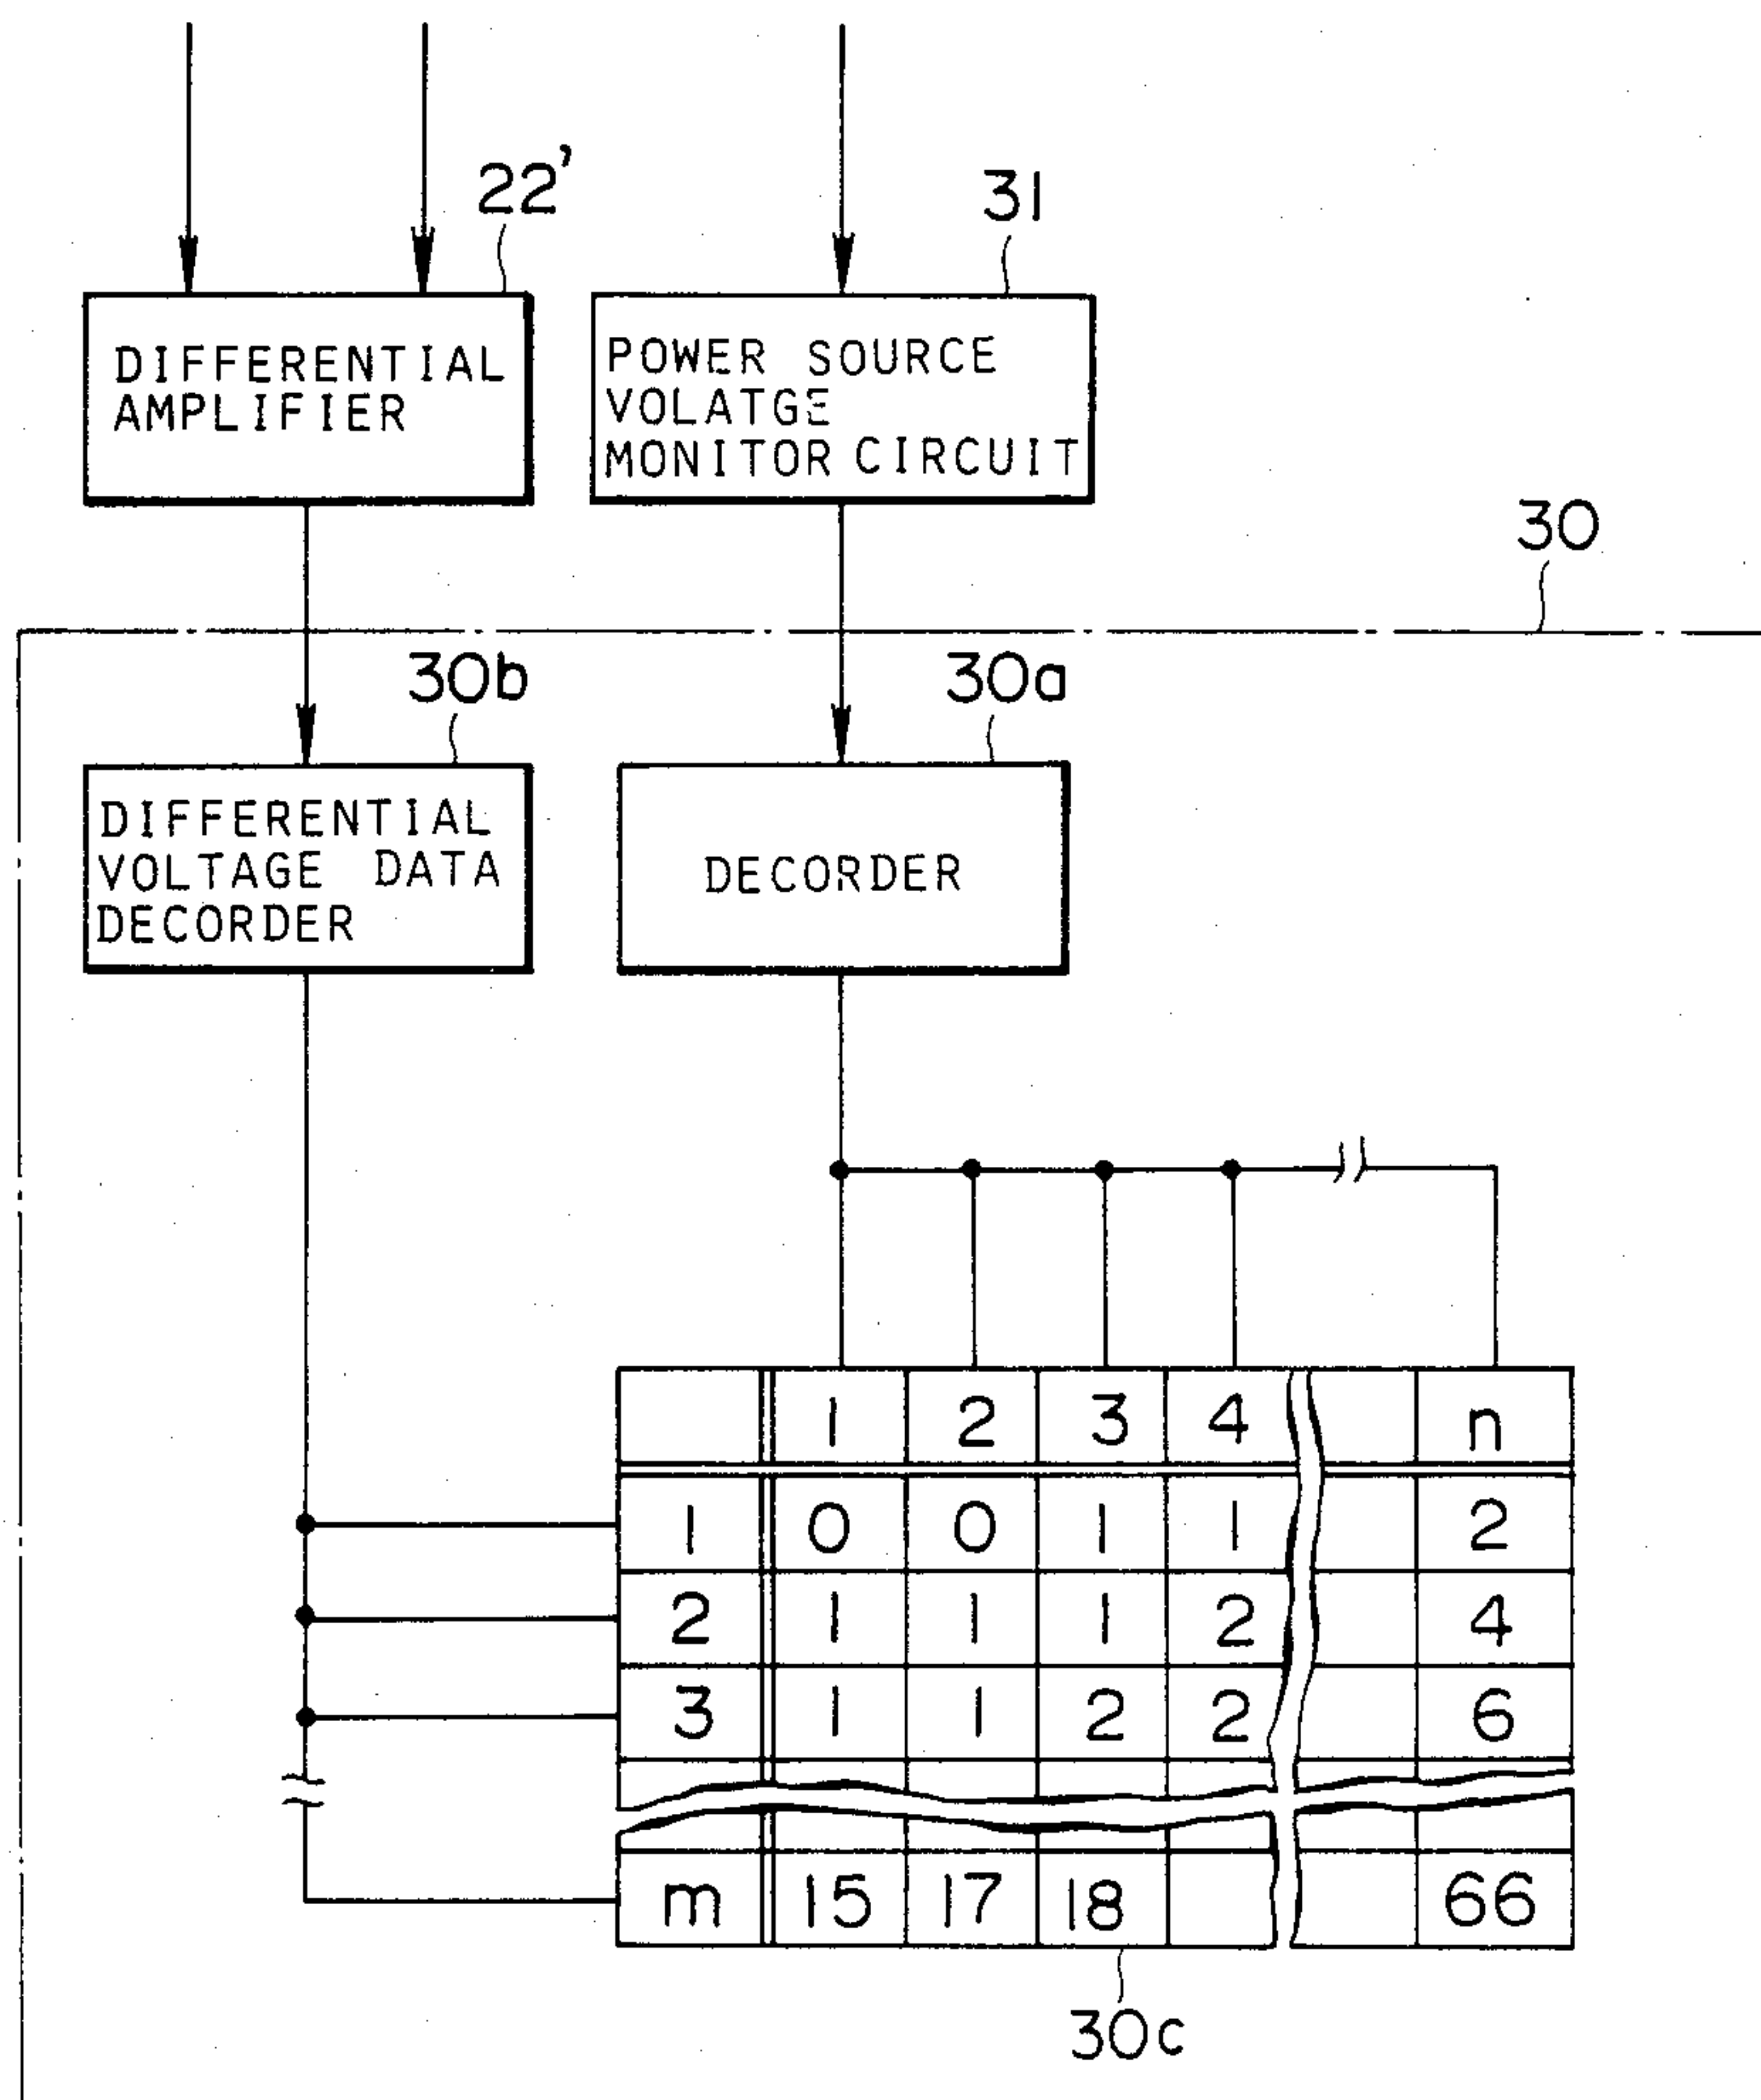 22'
31
DIFFERENTIAL
AMPLIFIER
POWER SOURCE
VOLATGE
MONITOR CIRCUIT
30
30b
30a
DIFFERENTIAL
VOLTAGE DATA
DECORDER
DECORDER
1 2 3 4 n
1 0 0 1 1 2
2 1 1 1 2 4
3 1 1 2 2 6
m 15 17 18 66
30c